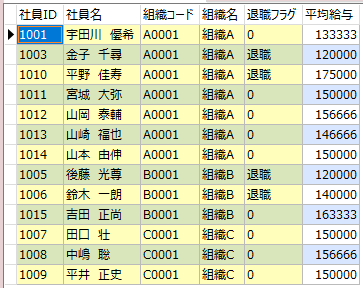 社員ID 社員名 組織コード 組織名 退職フラグ 平均給与
1001 宇田川　優希 A0001 組織A 0 133333
1003 金子　千尋 A0001 組織A 退職 120000
1010 平野　佳寿 A0001 組織A 退職 175000
1011 宮城　大弥 A0001 組織A 0 150000
1012 山岡　泰輔 A0001 組織A 0 156666
1013 山崎　福也 A0001 組織A 0 146666
1014 山本　由伸 A0001 組織A 0 150000
1005 後藤　光尊 B0001 組織B 退職 120000
1006 鈴木　一朗 B0001 組織B 退職 140000
1015 吉田　正尚 B0001 組織B 0 163333
1007 田口　壮 C0001 組織C 0 150000
1008 中嶋　聡 C0001 組織C 0 156666
1009 平井　正史 C0001 組織C 0 150000